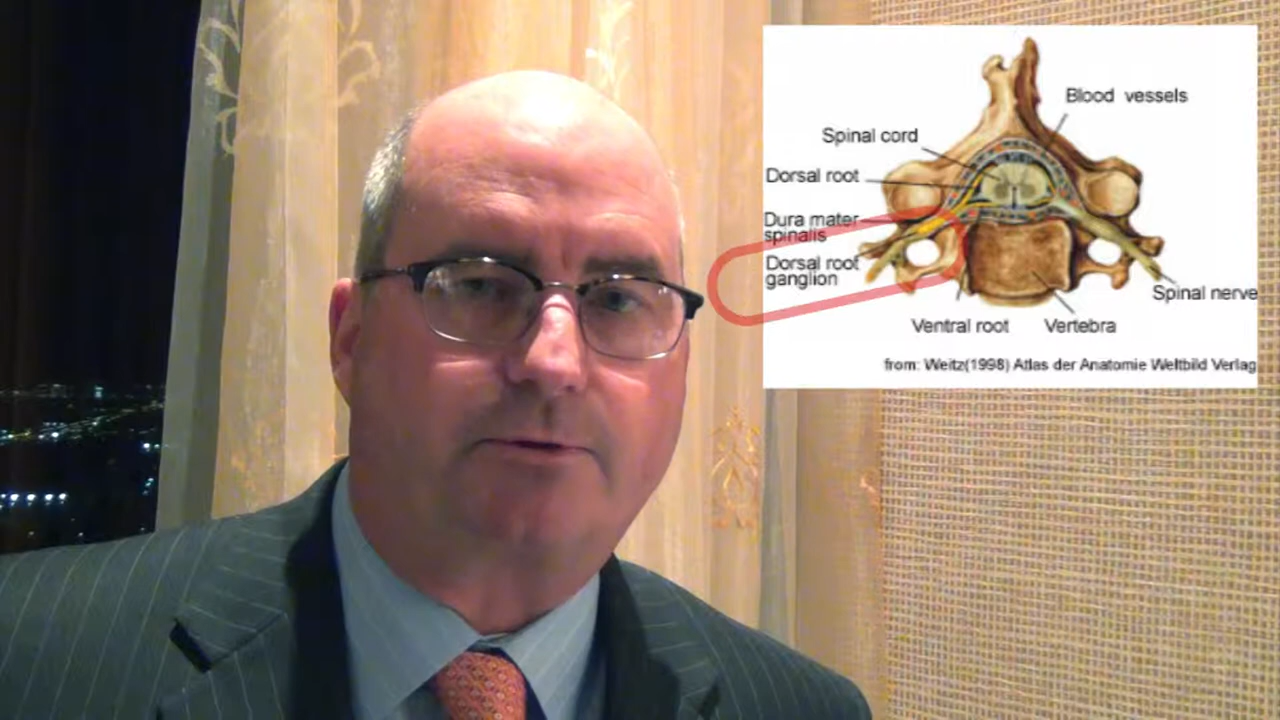 Blood vessels
Spinal cord
Dorsal root
Dura mater
spinalis
Dorsal root
ganglion
Spinal nerve
Ventral root
Vertebra
from: Weitz(1998) Atlas der Anatomie Weltbild Verlag